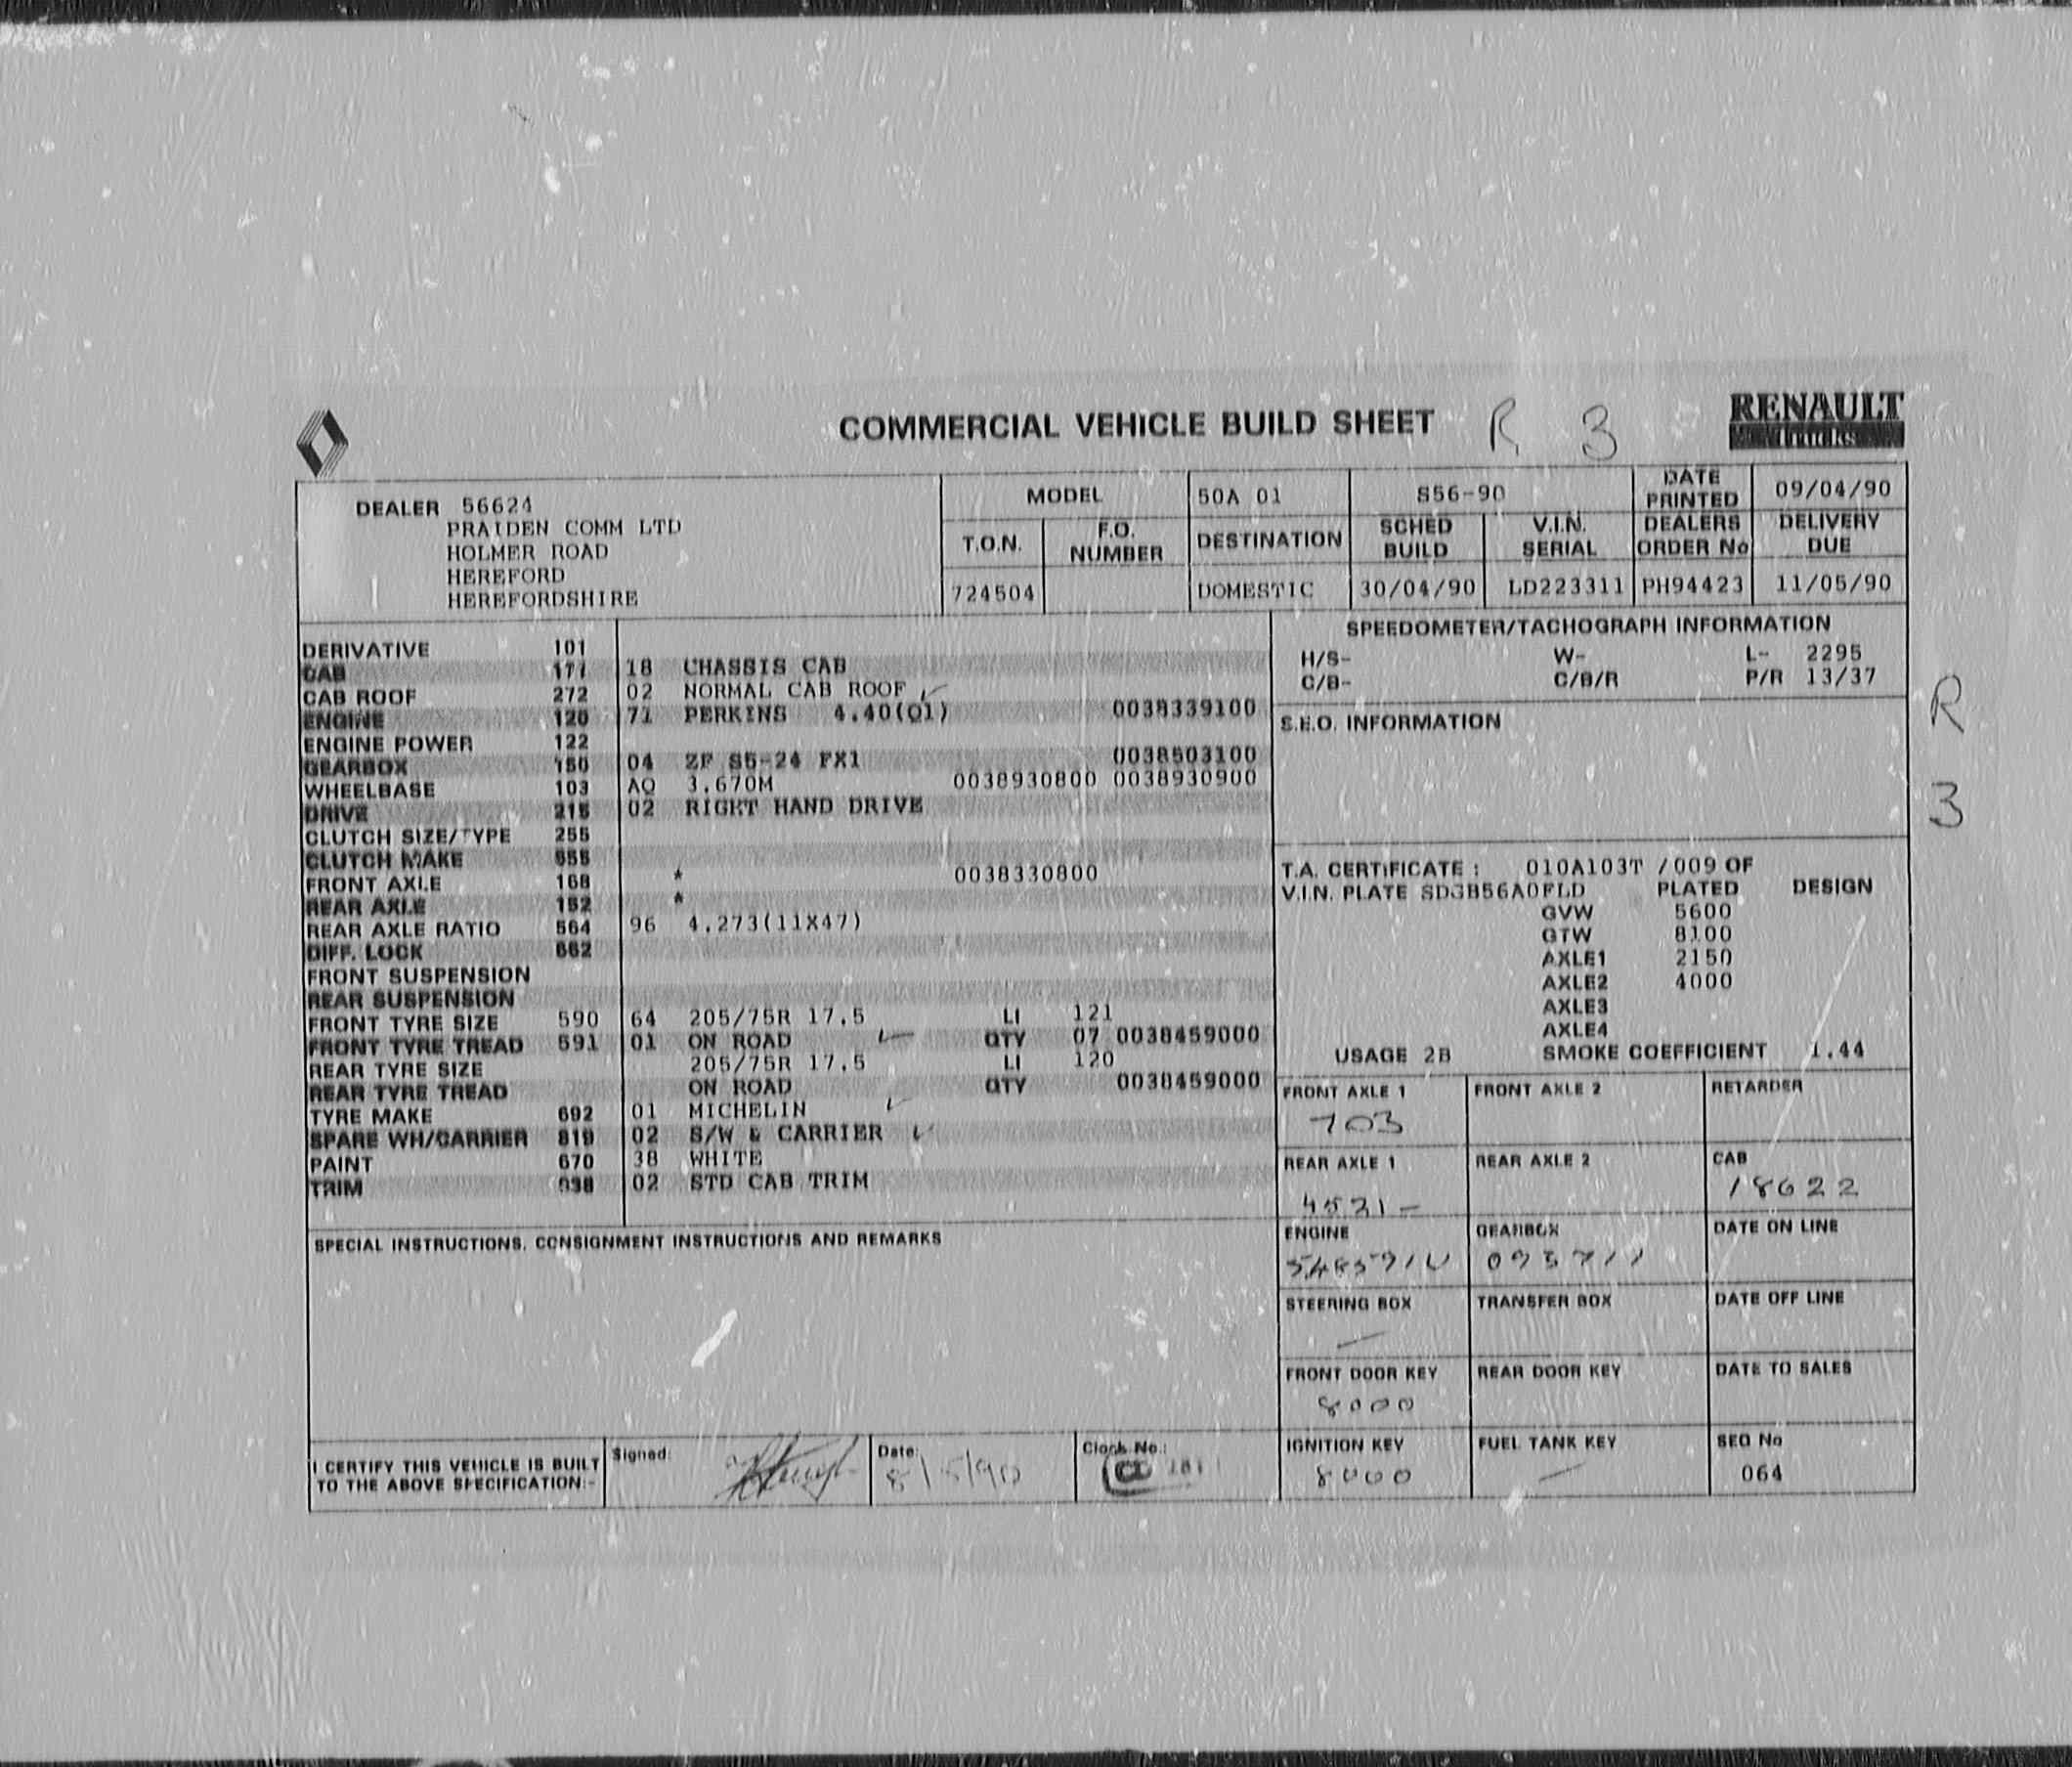 COMMERCIAL VEHICLE BUILD SHEET R 3 RENAULT
Trucks
DEALER 56624
PRAIDEN COMM LTD
HOLMER ROAD
HEREFORD
HEREFORDSHIRE
MODEL 50A 01 S56-90 DATE PRINTED 09/04/90
T.O.N. F.O. NUMBER DESTINATION SCHED BUILD V.I.N. SERIAL DEALERS ORDER No DELIVERY DUE
724504 DOMESTIC 30/04/90 LD223311 PH94423 11/05/90
DERIVATIVE 101
CAB 171 18 CHASSIS CAB
CAB ROOF 272 02 NORMAL CAB ROOF
ENGINE 120 71 PERKINS 4.40(Q1) 0038339100
ENGINE POWER 122
GEARBOX 150 04 ZF S5-24 FX1 0038503100
WHEELBASE 103 AQ 3.670M 0038930800 0038930900
DRIVE 215 02 RIGHT HAND DRIVE
CLUTCH SIZE/TYPE 255
CLUTCH MAKE
FRONT AXLE 168 * 0038330800
REAR AXLE 152 *
REAR AXLE RATIO 564 96 4.273(11X47)
DIFF. LOCK
FRONT SUSPENSION
REAR SUSPENSION
FRONT TYRE SIZE 590 64 205/75R 17.5 LI 121
FRONT TYRE TREAD 591 01 ON ROAD QTY 07 0038459000
REAR TYRE SIZE 205/75R 17.5 LI 120
REAR TYRE TREAD ON ROAD QTY 0038459000
TYRE MAKE 692 01 MICHELIN
SPARE WH/CARRIER 819 02 S/W & CARRIER
PAINT 670 38 WHITE
TRIM 02 STD CAB TRIM
SPEEDOMETER/TACHOGRAPH INFORMATION
H/S- W- L- 2295
C/B- C/B/R P/R 13/37
R
3
S.E.O. INFORMATION
T.A. CERTIFICATE : 010A103T /009 OF
V.I.N. PLATE SDGB56A0FLD PLATED DESIGN
GVW 5600
GTW 8100
AXLE1 2150
AXLE2 4000
AXLE3
AXLE4
USAGE 2B SMOKE COEFFICIENT 1.44
FRONT AXLE 1 FRONT AXLE 2 RETARDER
703
REAR AXLE 1 REAR AXLE 2 CAB
4521- 18622
ENGINE GEARBOX DATE ON LINE
STEERING BOX TRANSFER BOX DATE OFF LINE
FRONT DOOR KEY REAR DOOR KEY DATE TO SALES
8000
IGNITION KEY FUEL TANK KEY SEQ No
8000 064
SPECIAL INSTRUCTIONS. CONSIGNMENT INSTRUCTIONS AND REMARKS
I CERTIFY THIS VEHICLE IS BUILT
TO THE ABOVE SPECIFICATION:-
Signed:
Date: 8/5/90
Clock No.: